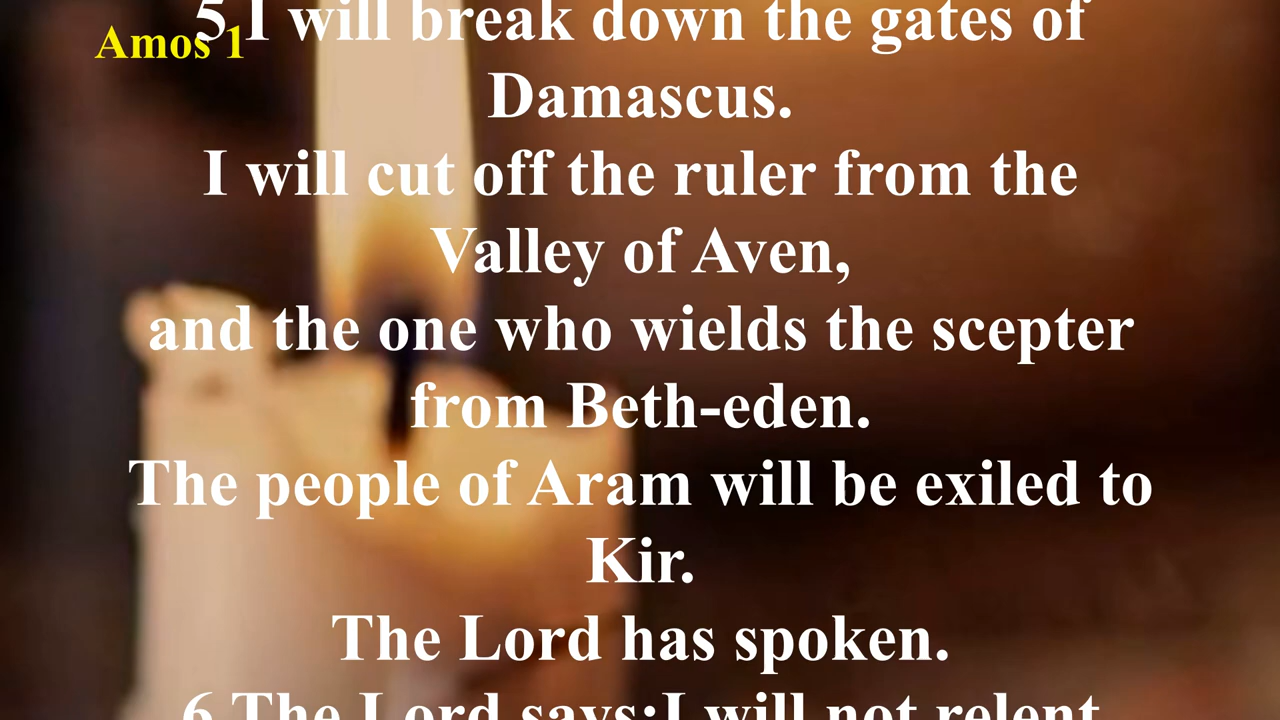 Amos 1
5 I will break down the gates of
Damascus.
I will cut off the ruler from the
Valley of Aven,
and the one who wields the scepter
from Beth-eden.
The people of Aram will be exiled to
Kir.
The Lord has spoken.
6 The Lord says:I will not relent